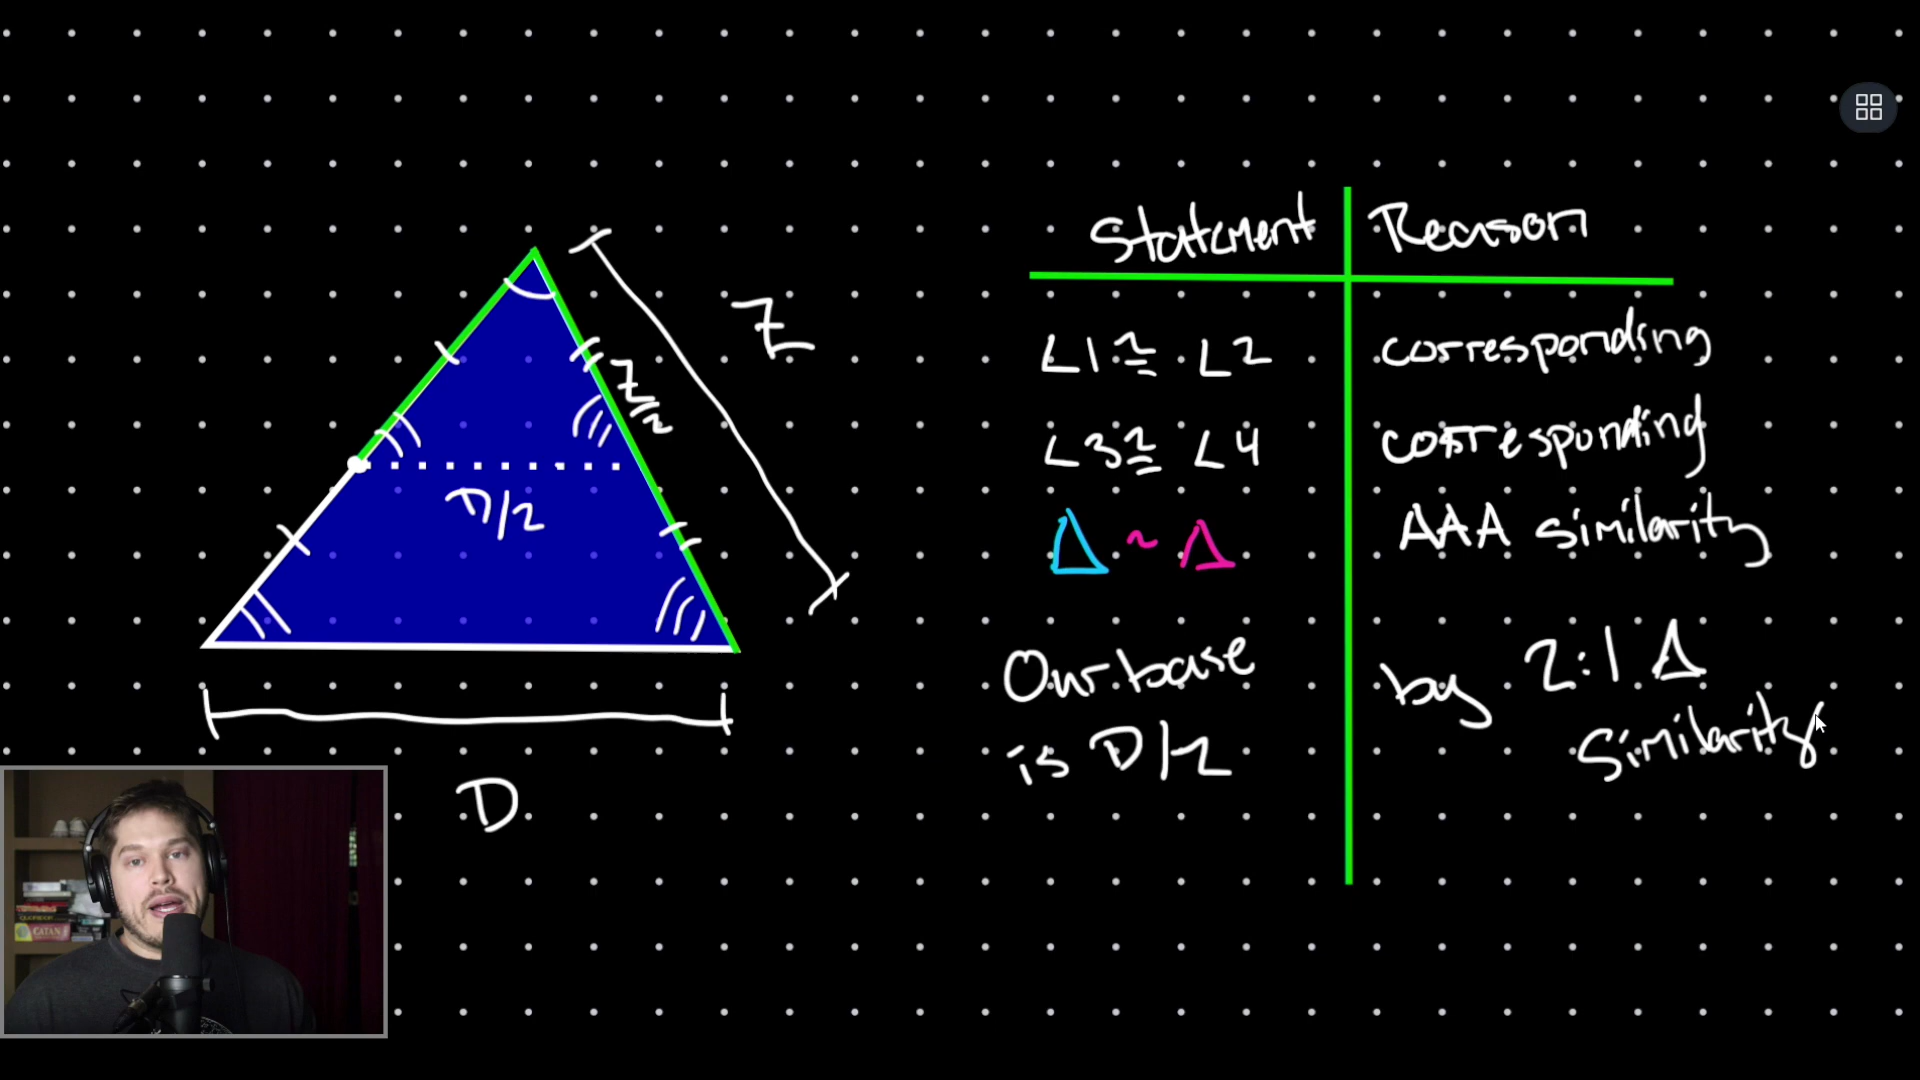 Statement
Reason
∠1 ≅ ∠2
corresponding
∠3 ≅ ∠4
corresponding
Δ ~ Δ
AAA similarity
Our base
is D/2
by 2:1 Δ
Similarity
Z
Z/2
D/2
D
CATAN